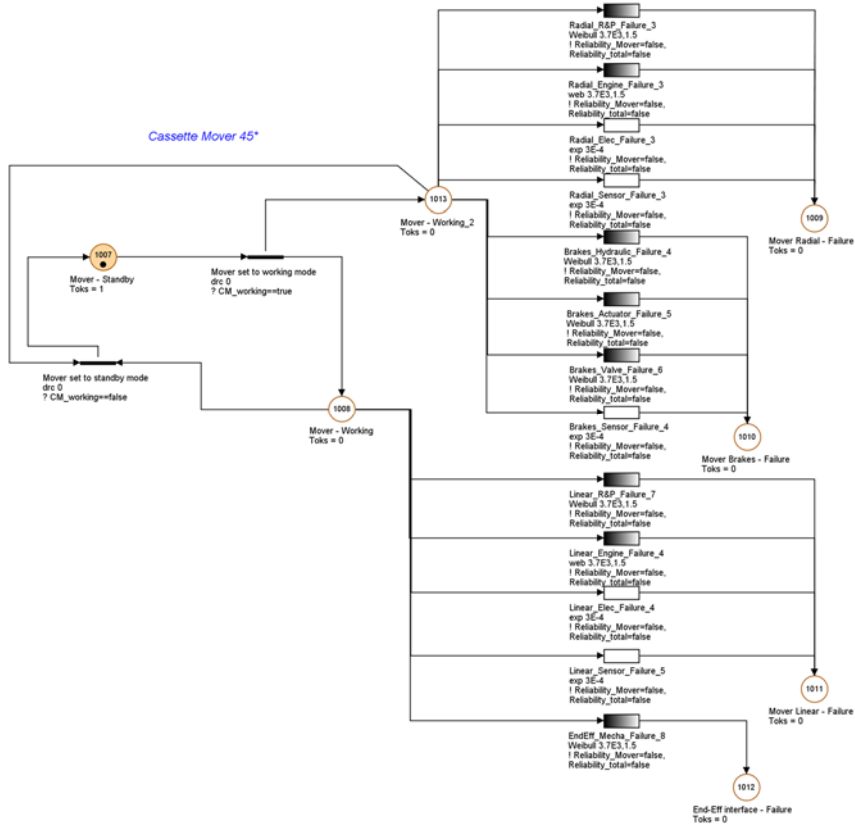 Radial_R&P_Failure_3
Weibull 3.7E3,1.5
! Reliability_Mover=false,
Reliability_total=false
Radial_Engine_Failure_3
web 3.7E3,1.5
! Reliability_Mover=false,
Reliability_total=false
Cassette Mover 45*
Radial_Elec_Failure_3
exp 3E-4
! Reliability_Mover=false,
Reliability_total=false
1013
Mover - Working_2
Toks = 0
Radial_Sensor_Failure_3
exp 3E-4
! Reliability_Mover=false,
Reliability_total=false
1009
Mover Radial - Failure
Toks = 0
1007
Mover - Standby
Toks = 1
Mover set to working mode
drc 0
? CM_working==true
Brakes_Hydraulic_Failure_4
Weibull 3.7E3,1.5
! Reliability_Mover=false,
Reliability_total=false
Brakes_Actuator_Failure_5
Weibull 3.7E3,1.5
! Reliability_Mover=false,
Reliability_total=false
Mover set to standby mode
drc 0
? CM_working==false
Brakes_Valve_Failure_6
Weibull 3.7E3,1.5
! Reliability_Mover=false,
Reliability_total=false
1008
Mover - Working
Toks = 0
Brakes_Sensor_Failure_4
exp 3E-4
! Reliability_Mover=false,
Reliability_total=false
1010
Mover Brakes - Failure
Toks = 0
Linear_R&P_Failure_7
Weibull 3.7E3,1.5
! Reliability_Mover=false,
Reliability_total=false
Linear_Engine_Failure_4
web 3.7E3,1.5
! Reliability_Mover=false,
Reliability_total=false
Linear_Elec_Failure_4
exp 3E-4
! Reliability_Mover=false,
Reliability_total=false
Linear_Sensor_Failure_5
exp 3E-4
! Reliability_Mover=false,
Reliability_total=false
1011
Mover Linear - Failure
Toks = 0
EndEff_Mecha_Failure_8
Weibull 3.7E3,1.5
! Reliability_Mover=false,
Reliability_total=false
1012
End-Eff interface - Failure
Toks = 0